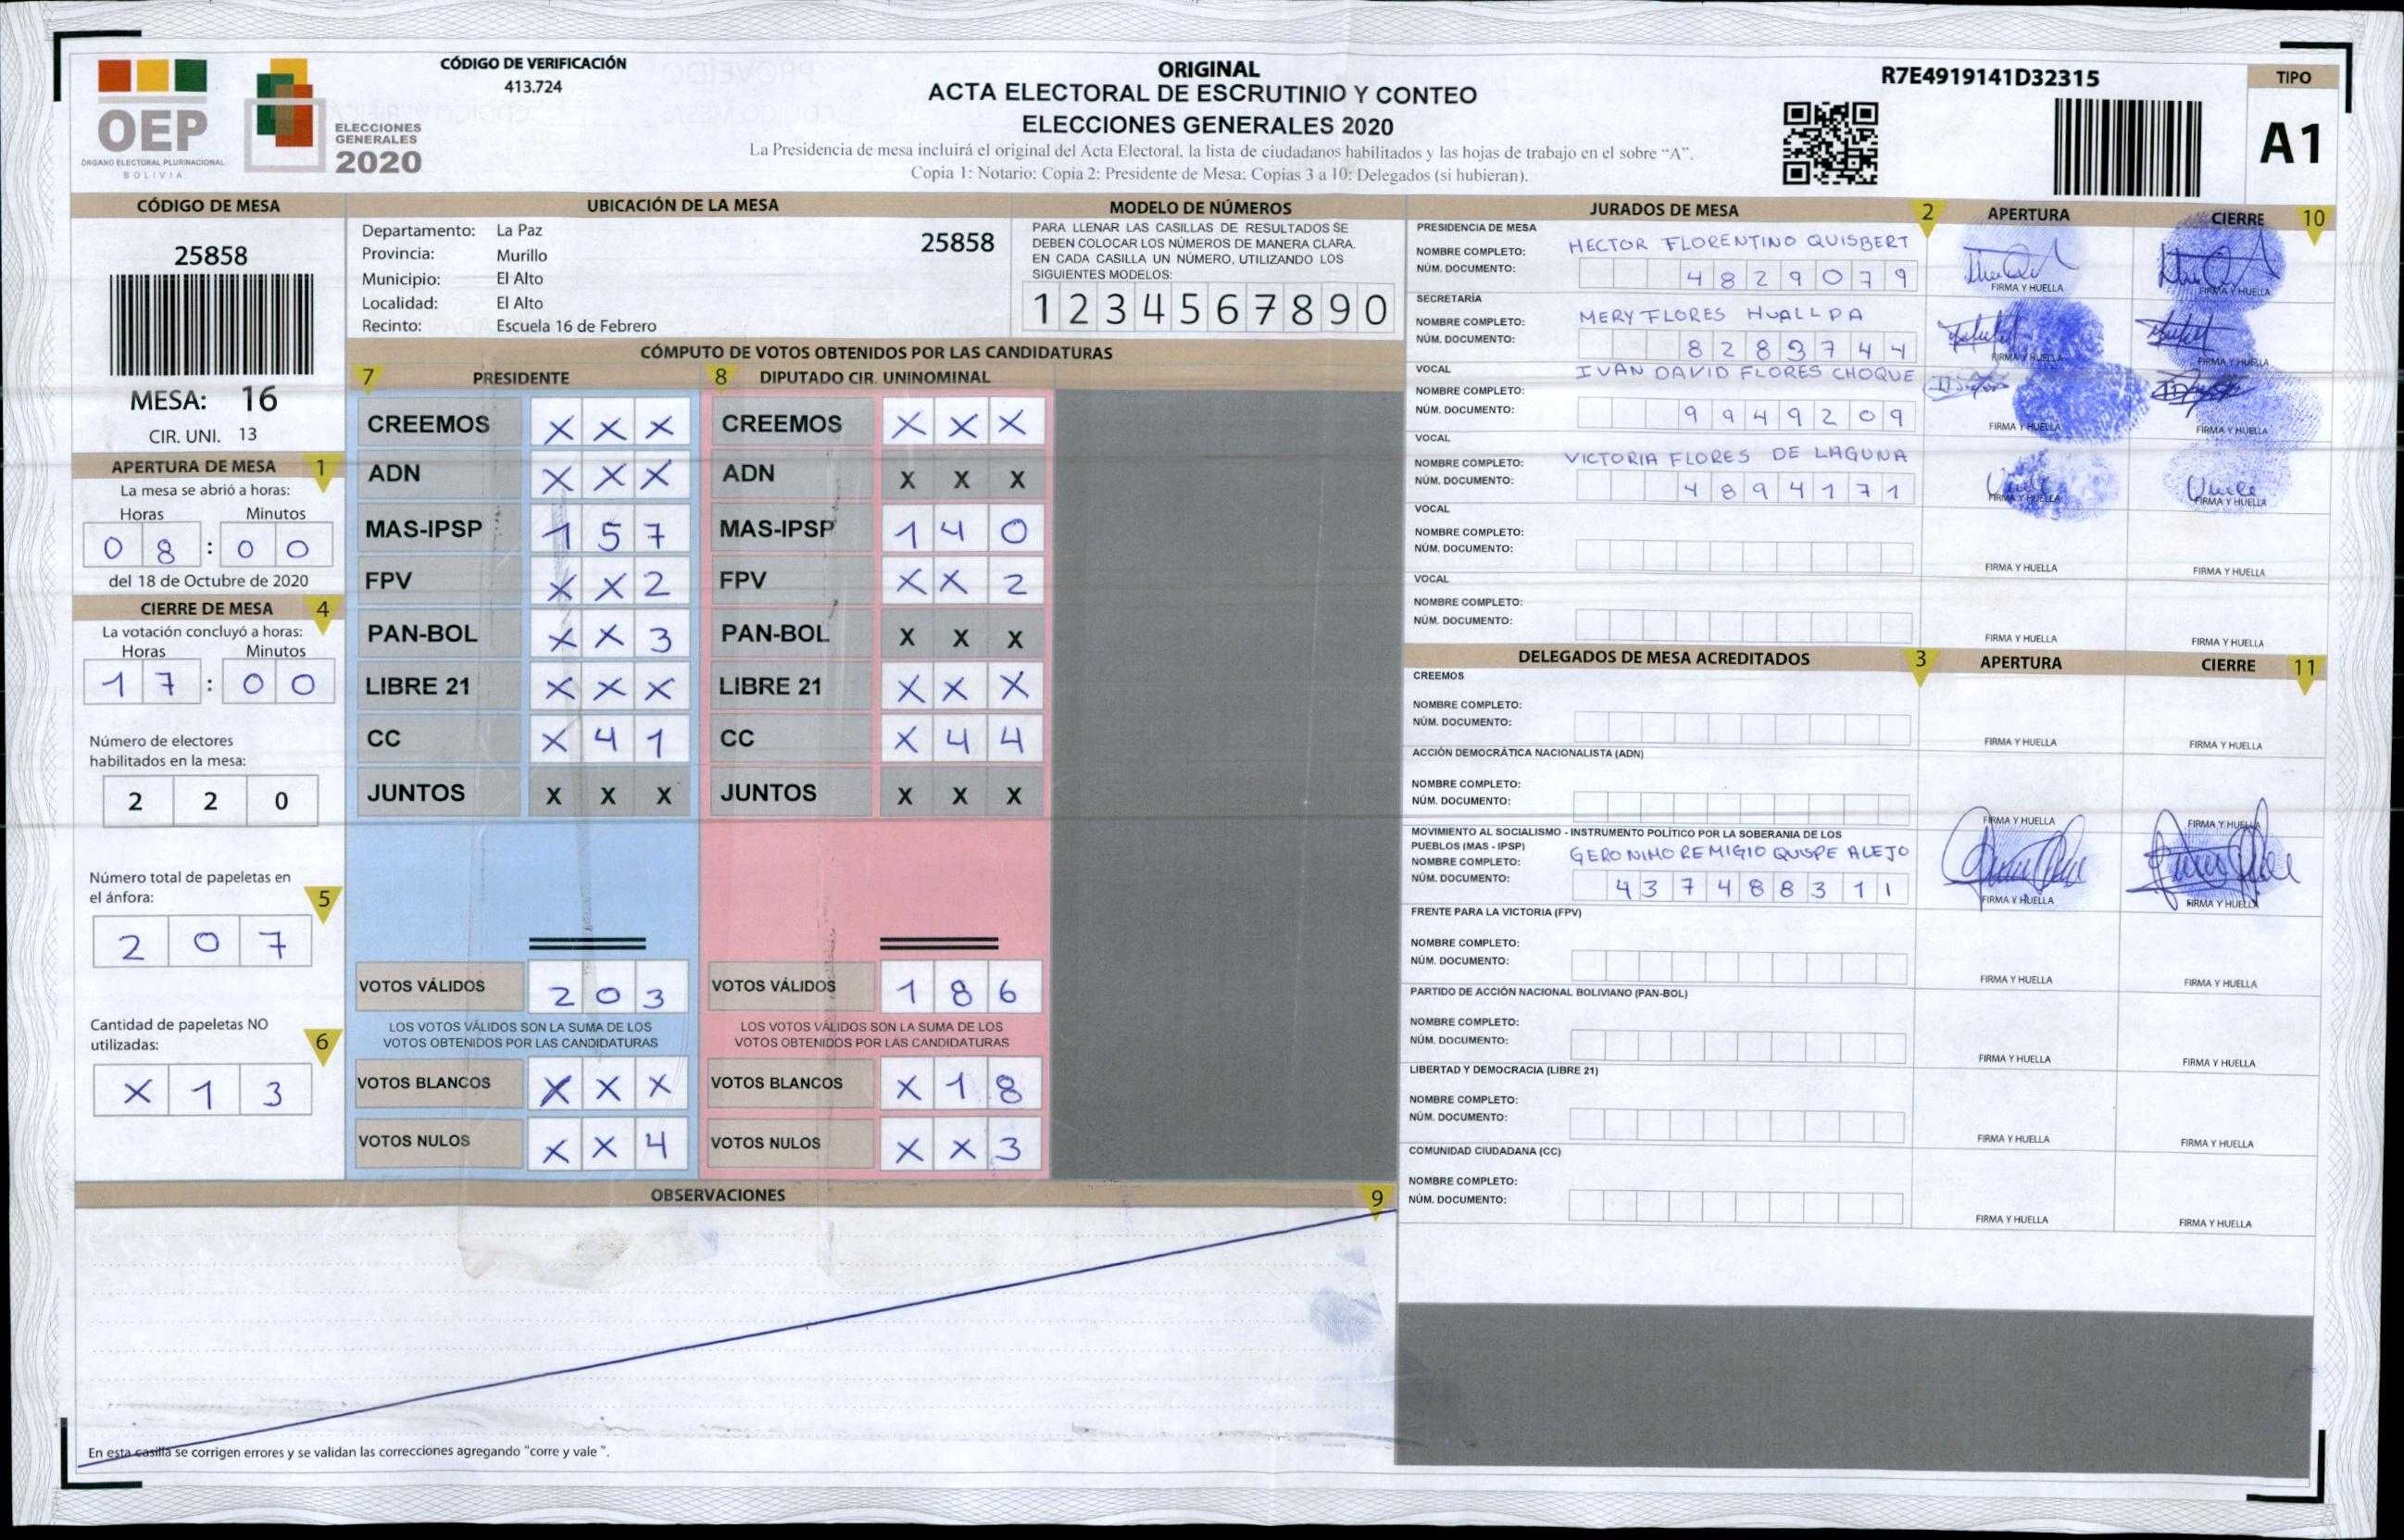 CÓDIGO DE VERIFICACIÓN
413.724
OEP
ÓRGANO ELECTORAL PLURINACIONAL
BOLIVIA
ELECCIONES
GENERALES
2020
ORIGINAL
ACTA ELECTORAL DE ESCRUTINIO Y CONTEO
ELECCIONES GENERALES 2020
La Presidencia de mesa incluirá el original del Acta Electoral, la lista de ciudadanos habilitados y las hojas de trabajo en el sobre "A".
Copia 1: Notario; Copia 2: Presidente de Mesa; Copias 3 a 10: Delegados (si hubieran).
R7E4919141D32315
TIPO
A1
CÓDIGO DE MESA
25858
MESA: 16
CIR. UNI. 13
APERTURA DE MESA 1
La mesa se abrió a horas:
Horas Minutos
0 8 : 0 0
del 18 de Octubre de 2020
CIERRE DE MESA 4
La votación concluyó a horas:
Horas Minutos
1 7 : 0 0
Número de electores
habilitados en la mesa:
2 2 0
Número total de papeletas en
el ánfora: 5
2 0 7
Cantidad de papeletas NO
utilizadas: 6
X 1 3
UBICACIÓN DE LA MESA
Departamento: La Paz
Provincia: Murillo
Municipio: El Alto
Localidad: El Alto
Recinto: Escuela 16 de Febrero
25858
MODELO DE NÚMEROS
PARA LLENAR LAS CASILLAS DE RESULTADOS SE
DEBEN COLOCAR LOS NÚMEROS DE MANERA CLARA.
EN CADA CASILLA UN NÚMERO, UTILIZANDO LOS
SIGUIENTES MODELOS:
1 2 3 4 5 6 7 8 9 0
CÓMPUTO DE VOTOS OBTENIDOS POR LAS CANDIDATURAS
7 PRESIDENTE 8 DIPUTADO CIR. UNINOMINAL
CREEMOS X X X CREEMOS X X X
ADN X X X ADN X X X
MAS-IPSP 1 5 7 MAS-IPSP 1 4 0
FPV X X 2 FPV X X 2
PAN-BOL X X 3 PAN-BOL X X X
LIBRE 21 X X X LIBRE 21 X X X
CC X 4 1 CC X 4 4
JUNTOS X X X JUNTOS X X X
VOTOS VÁLIDOS 2 0 3 VOTOS VÁLIDOS 1 8 6
LOS VOTOS VÁLIDOS SON LA SUMA DE LOS LOS VOTOS VÁLIDOS SON LA SUMA DE LOS
VOTOS OBTENIDOS POR LAS CANDIDATURAS VOTOS OBTENIDOS POR LAS CANDIDATURAS
VOTOS BLANCOS X X X VOTOS BLANCOS X 1 8
VOTOS NULOS X X 4 VOTOS NULOS X X 3
OBSERVACIONES 9
En esta casilla se corrigen errores y se validan las correcciones agregando "corre y vale ".
JURADOS DE MESA 2 APERTURA CIERRE 10
PRESIDENCIA DE MESA
NOMBRE COMPLETO: HECTOR FLORENTINO QUISBERT
NÚM. DOCUMENTO: 4 8 2 9 0 7 9
FIRMA Y HUELLA FIRMA Y HUELLA
SECRETARÍA
NOMBRE COMPLETO: MERY FLORES HUALLPA
NÚM. DOCUMENTO: 8 2 8 9 7 4 4
FIRMA Y HUELLA FIRMA Y HUELLA
VOCAL
NOMBRE COMPLETO: IVAN DAVID FLORES CHOQUE
NÚM. DOCUMENTO: 9 9 4 9 2 0 9
FIRMA Y HUELLA FIRMA Y HUELLA
VOCAL
NOMBRE COMPLETO: VICTORIA FLORES DE LAGUNA
NÚM. DOCUMENTO: 4 8 9 4 1 7 1
FIRMA Y HUELLA FIRMA Y HUELLA
VOCAL
NOMBRE COMPLETO:
NÚM. DOCUMENTO:
FIRMA Y HUELLA FIRMA Y HUELLA
VOCAL
NOMBRE COMPLETO:
NÚM. DOCUMENTO:
FIRMA Y HUELLA FIRMA Y HUELLA
DELEGADOS DE MESA ACREDITADOS 3 APERTURA CIERRE 11
CREEMOS
NOMBRE COMPLETO:
NÚM. DOCUMENTO:
FIRMA Y HUELLA FIRMA Y HUELLA
ACCIÓN DEMOCRÁTICA NACIONALISTA (ADN)
NOMBRE COMPLETO:
NÚM. DOCUMENTO:
FIRMA Y HUELLA FIRMA Y HUELLA
MOVIMIENTO AL SOCIALISMO - INSTRUMENTO POLÍTICO POR LA SOBERANIA DE LOS
PUEBLOS (MAS - IPSP)
NOMBRE COMPLETO: GERONIMO REMIGIO QUISPE ALEJO
NÚM. DOCUMENTO: 4 3 7 4 8 8 3 1 1
FIRMA Y HUELLA FIRMA Y HUELLA
FRENTE PARA LA VICTORIA (FPV)
NOMBRE COMPLETO:
NÚM. DOCUMENTO:
FIRMA Y HUELLA FIRMA Y HUELLA
PARTIDO DE ACCIÓN NACIONAL BOLIVIANO (PAN-BOL)
NOMBRE COMPLETO:
NÚM. DOCUMENTO:
FIRMA Y HUELLA FIRMA Y HUELLA
LIBERTAD Y DEMOCRACIA (LIBRE 21)
NOMBRE COMPLETO:
NÚM. DOCUMENTO:
FIRMA Y HUELLA FIRMA Y HUELLA
COMUNIDAD CIUDADANA (CC)
NOMBRE COMPLETO:
NÚM. DOCUMENTO:
FIRMA Y HUELLA FIRMA Y HUELLA